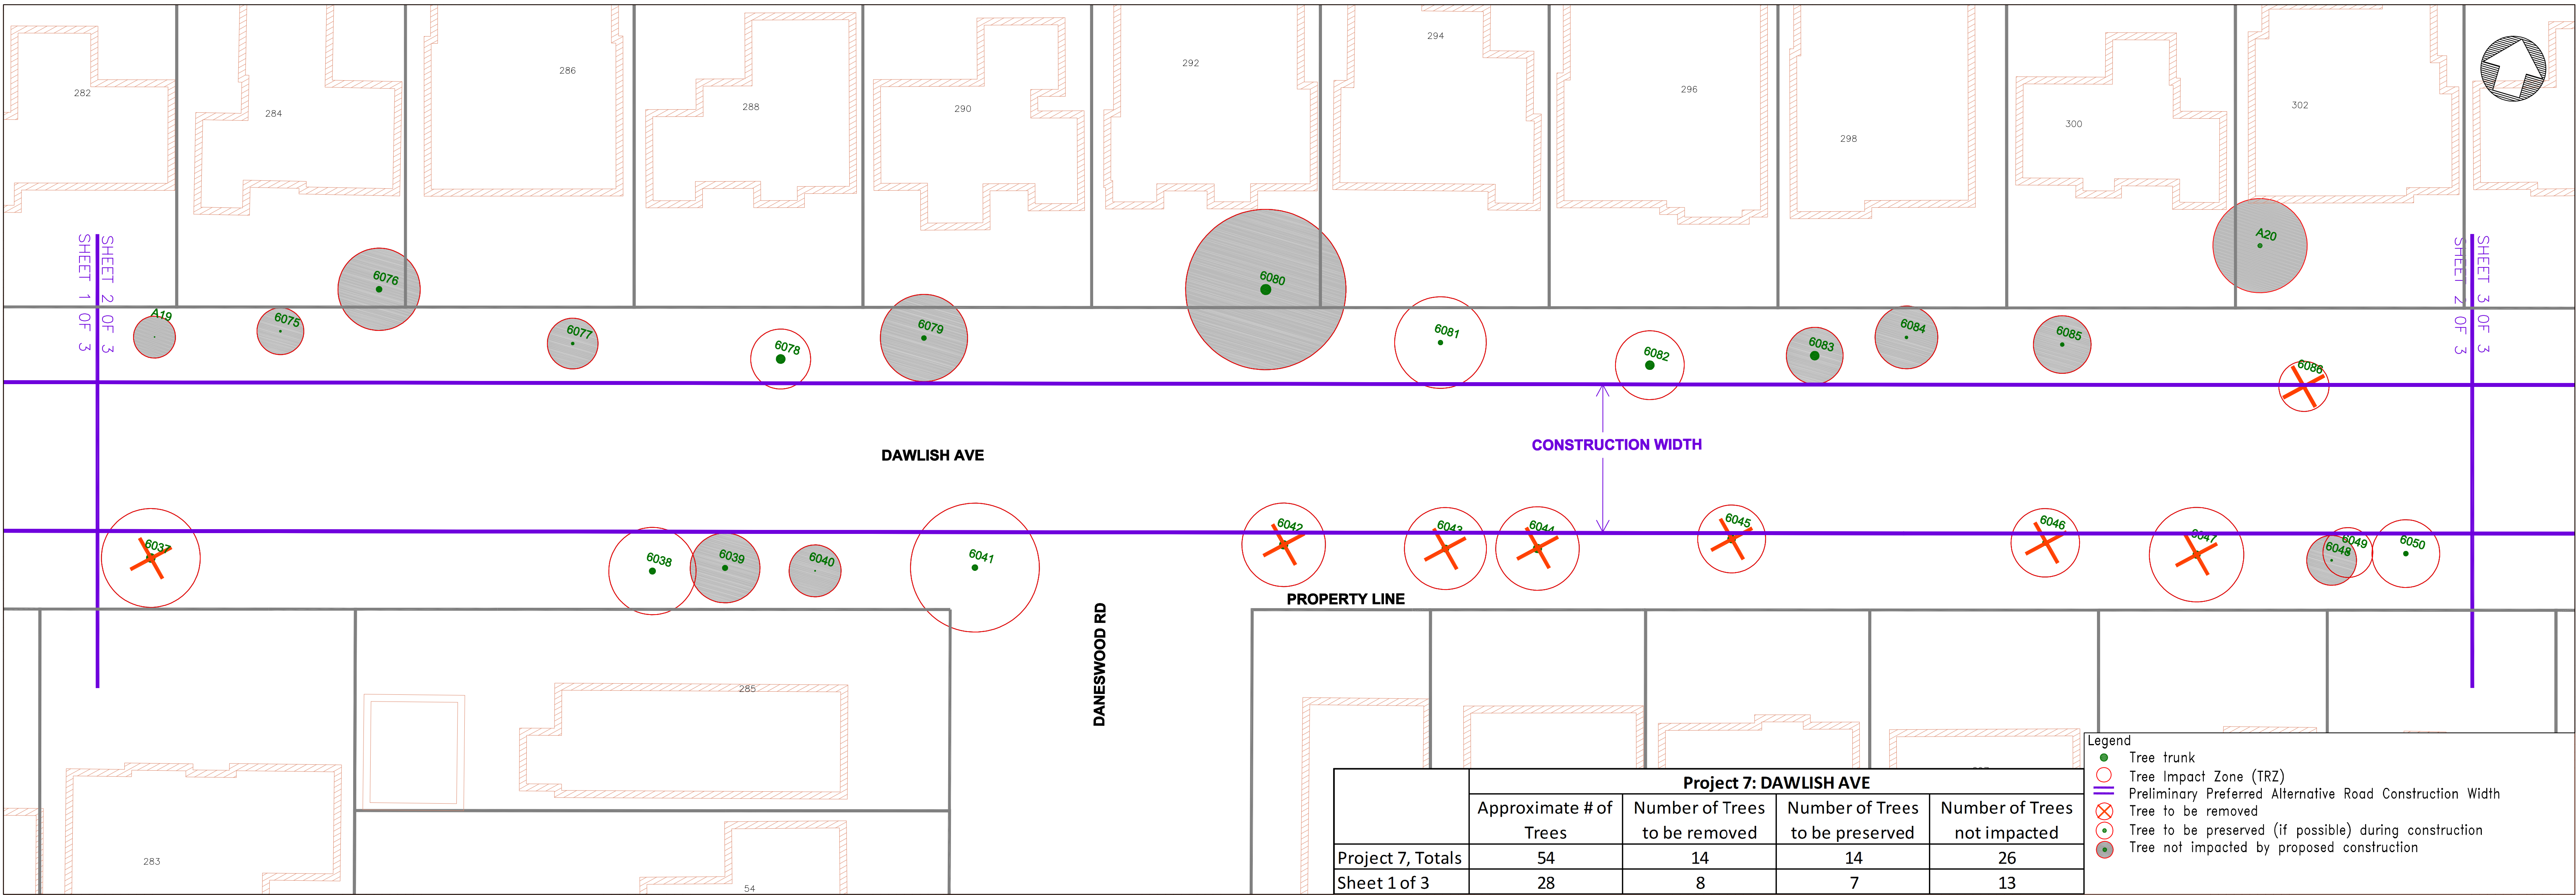 282
284
286
288
290
292
294
296
298
300
302
SHEET 2 OF 3
SHEET 1 OF 3
SHEET 3 OF 3
SHEET 2 OF 3
A19
6075
6076
6077
6078
6079
6080
6081
6082
6083
6084
6085
A20
6086
DAWLISH AVE
CONSTRUCTION WIDTH
6037
6038
6039
6040
6041
6042
6043
6044
6045
6046
6047
6048
6049
6050
PROPERTY LINE
DANESWOOD RD
285
283
54
Project 7: DAWLISH AVE
Approximate # of Trees
Number of Trees to be removed
Number of Trees to be preserved
Number of Trees not impacted
Project 7, Totals 54 14 14 26
Sheet 1 of 3 28 8 7 13
Legend
Tree trunk
Tree Impact Zone (TRZ)
Preliminary Preferred Alternative Road Construction Width
Tree to be removed
Tree to be preserved (if possible) during construction
Tree not impacted by proposed construction